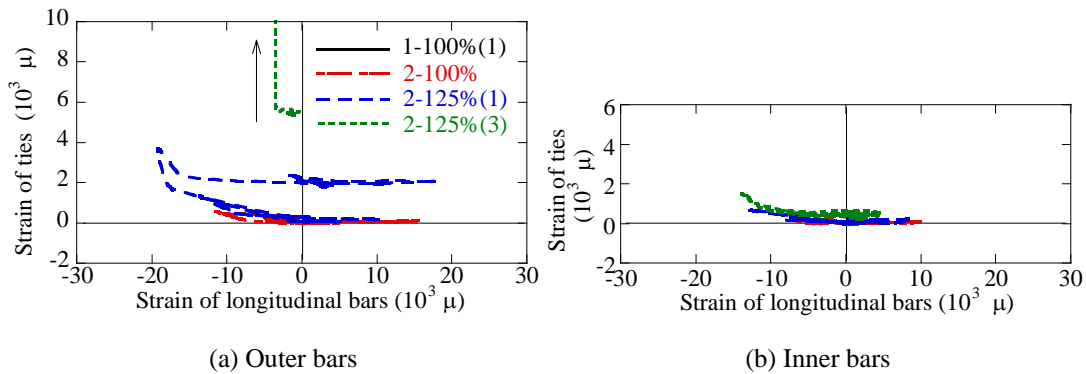 10
8
6
4
2
0
-2
Strain of ties (10³ μ)
1-100%(1)
2-100%
2-125%(1)
2-125%(3)
-30 -20 -10 0 10 20 30
Strain of longitudinal bars (10³ μ)
(a) Outer bars
6
4
2
0
-2
Strain of ties
(10³ μ)
-30 -20 -10 0 10 20 30
Strain of longitudinal bars (10³ μ)
(b) Inner bars